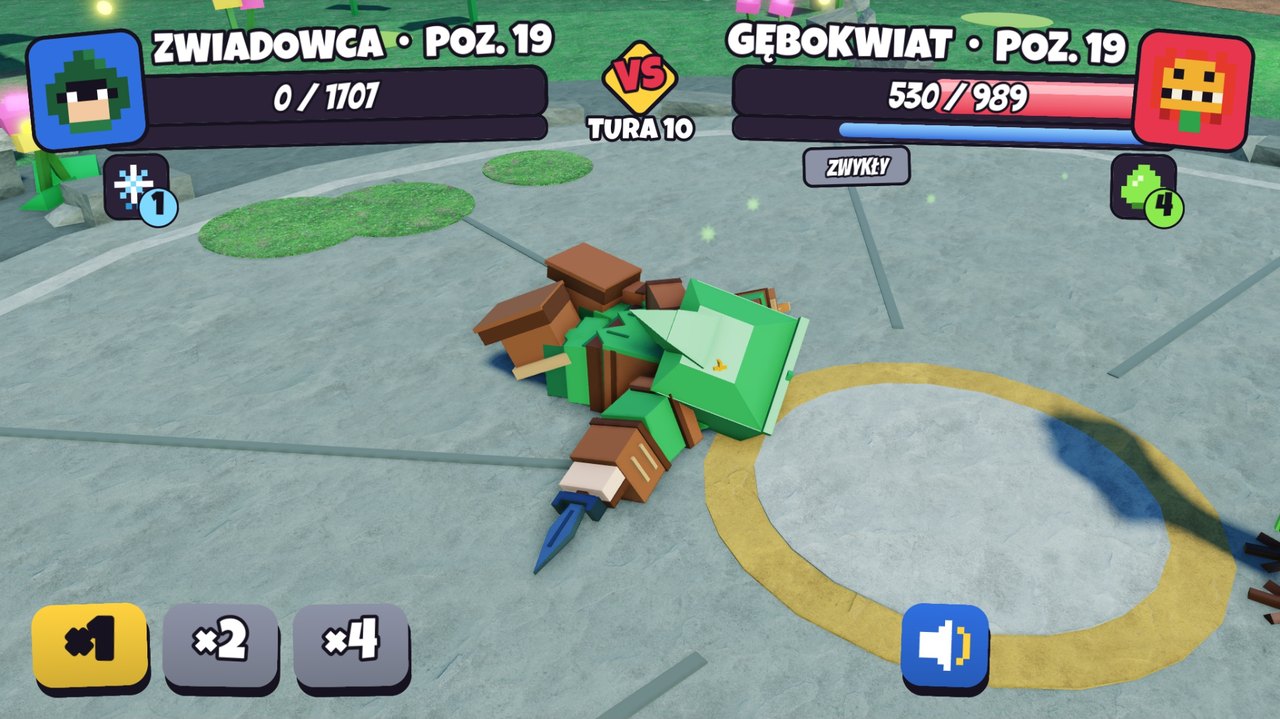 ZWIADOWCA • POZ. 19
0 / 1707
1
VS
TURA 10
GĘBOKWIAT • POZ. 19
530 / 989
ZWYKŁY
4
×1
×2
×4